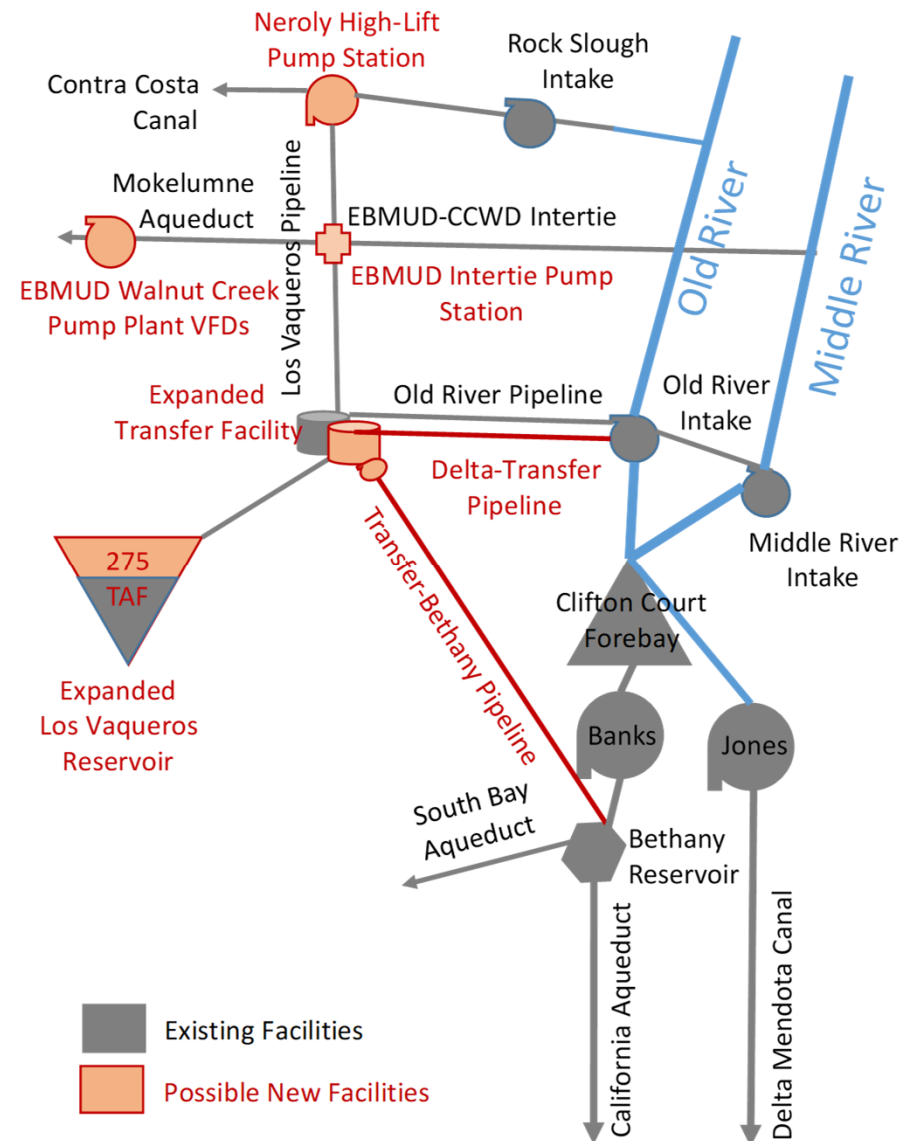 Neroly High-Lift
Pump Station
Rock Slough
Intake
Contra Costa
Canal
Los Vaqueros Pipeline
Mokelumne
Aqueduct
EBMUD-CCWD Intertie
Old River
Middle River
EBMUD Walnut Creek
Pump Plant VFDs
EBMUD Intertie Pump
Station
Expanded
Transfer Facility
Old River Pipeline
Old River
Intake
Delta-Transfer
Pipeline
Middle River
Intake
275
TAF
Transfer-Bethany Pipeline
Clifton Court
Forebay
Expanded
Los Vaqueros
Reservoir
Banks
Jones
South Bay
Aqueduct
Bethany
Reservoir
California Aqueduct
Delta Mendota Canal
Existing Facilities
Possible New Facilities